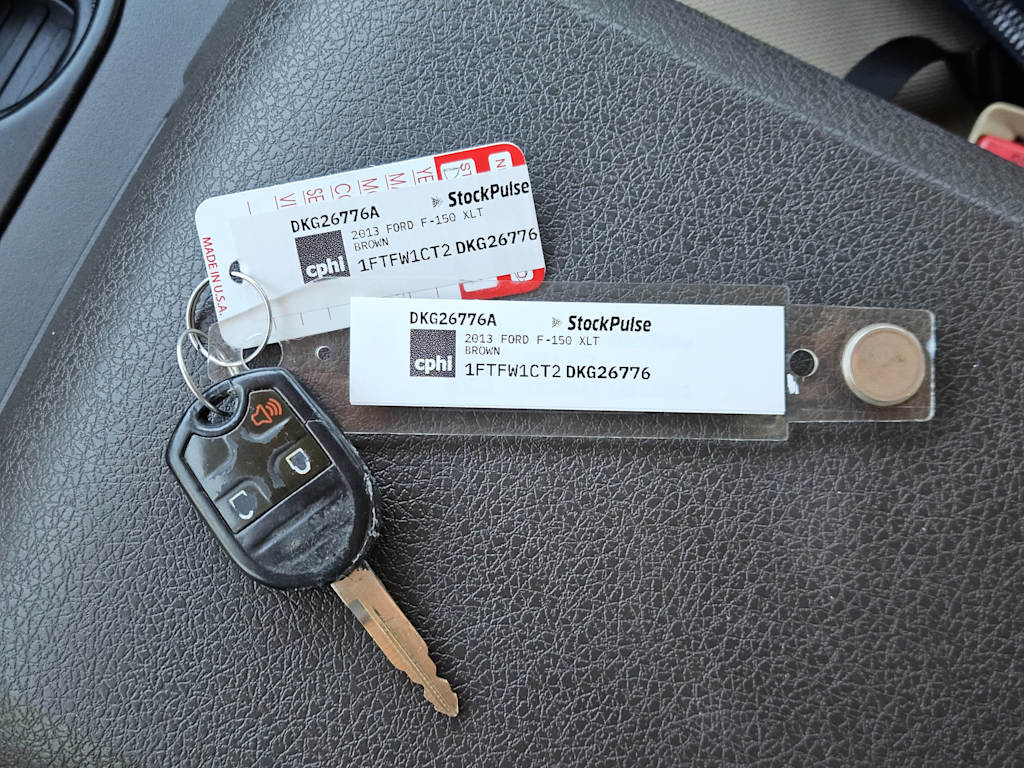 DKG26776A
StockPulse
2013 FORD F-150 XLT
BROWN
cphl
1FTFW1CT2 DKG26776
MADE IN U.S.A.
DKG26776A
StockPulse
2013 FORD F-150 XLT
BROWN
cphl
1FTFW1CT2 DKG26776